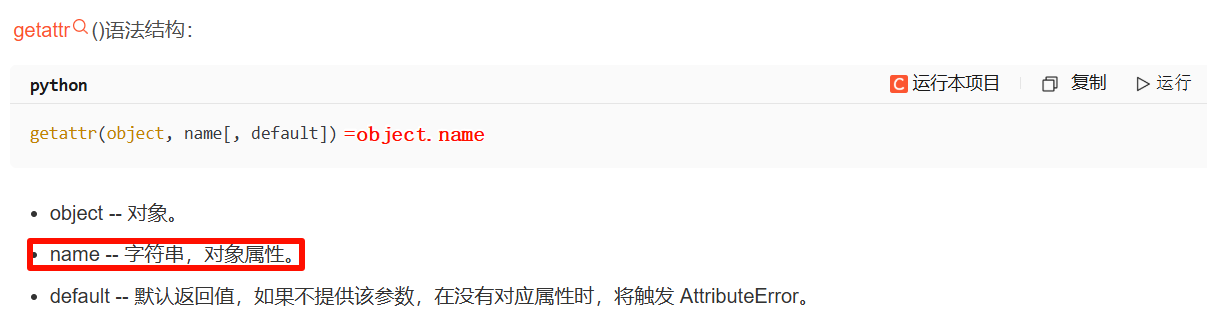 getattr()语法结构：
python
C 运行本项目 复制 运行
getattr(object, name[, default]) =object.name
• object -- 对象。
• name -- 字符串，对象属性。
• default -- 默认返回值，如果不提供该参数，在没有对应属性时，将触发 AttributeError。